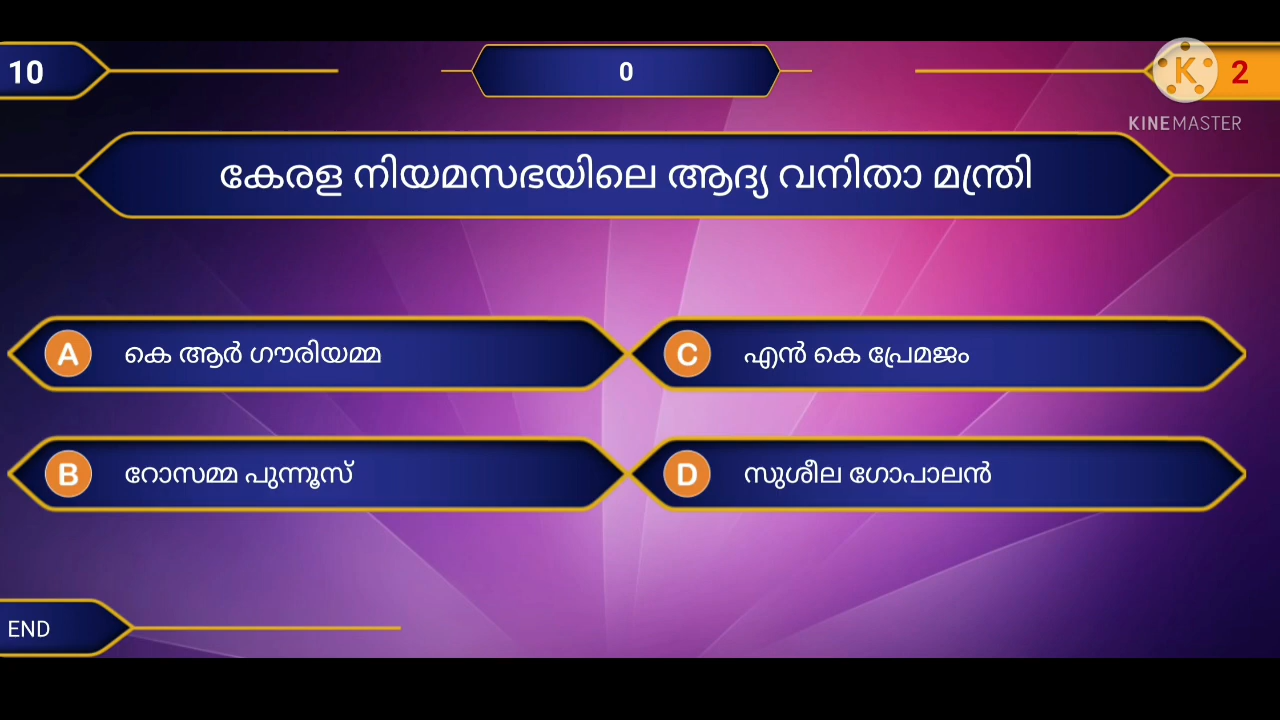 10
0
K 2
KINEMASTER
കേരള നിയമസഭയിലെ ആദ്യ വനിതാ മന്ത്രി
A കെ ആർ ഗൗരിയമ്മ
C എൻ കെ പ്രേമജം
B റോസമ്മ പുന്നൂസ്
D സുശീല ഗോപാലൻ
END